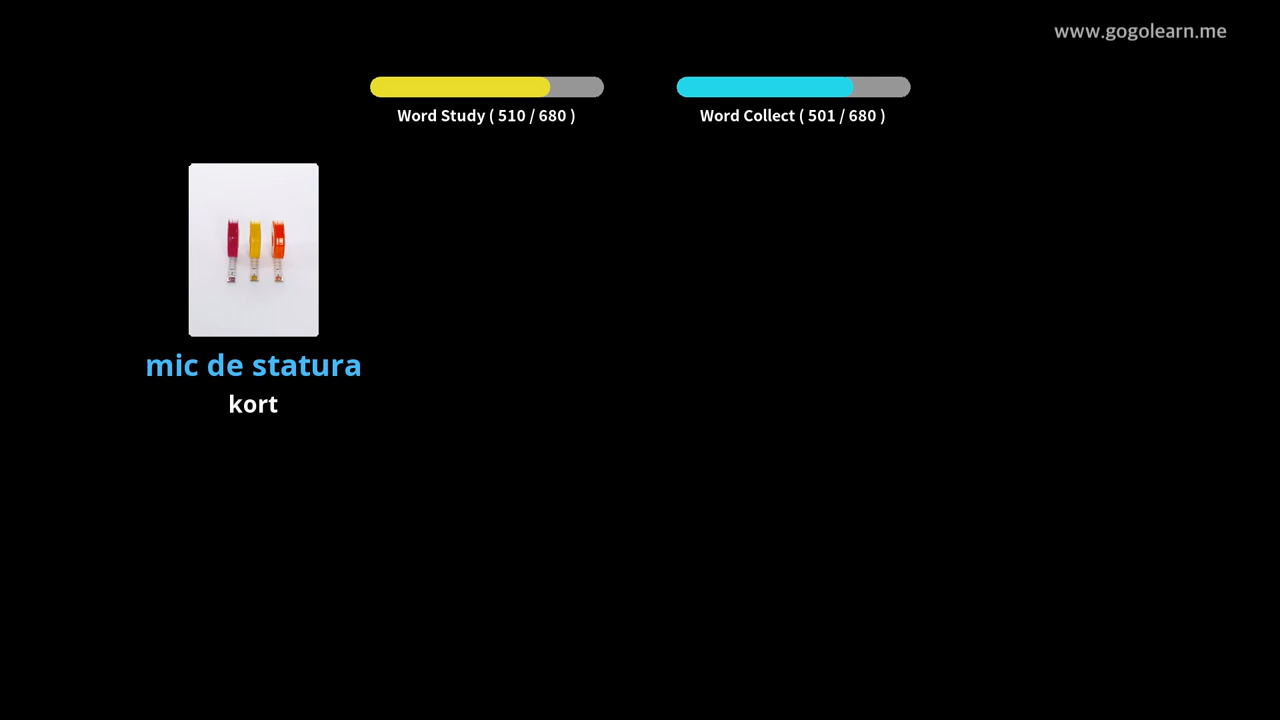 www.gogolearn.me
Word Study ( 510 / 680 )
Word Collect ( 501 / 680 )
mic de statura
kort